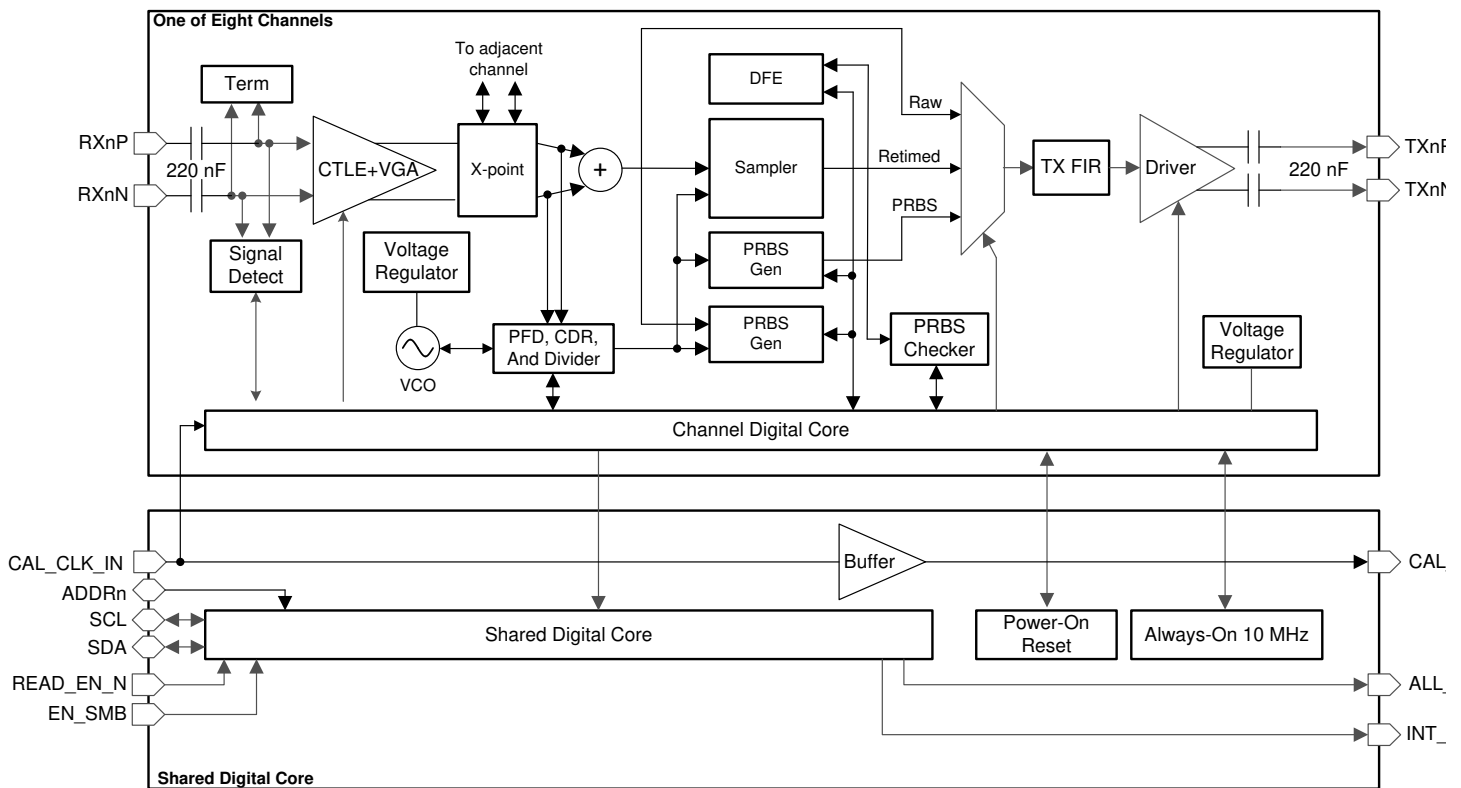 One of Eight Channels
To adjacent
channel
Term
DFE
Raw
RXnP
220 nF
RXnN
CTLE+VGA
X-point
+
Sampler
Retimed
PRBS
TX FIR
Driver
220 nF
Signal
Detect
Voltage
Regulator
PRBS
Gen
VCO
PFD, CDR,
And Divider
PRBS
Gen
PRBS
Checker
Voltage
Regulator
Channel Digital Core
CAL_CLK_IN
Buffer
ADDRn
SCL
SDA
Shared Digital Core
Power-On
Reset
Always-On 10 MHz
READ_EN_N
EN_SMB
Shared Digital Core